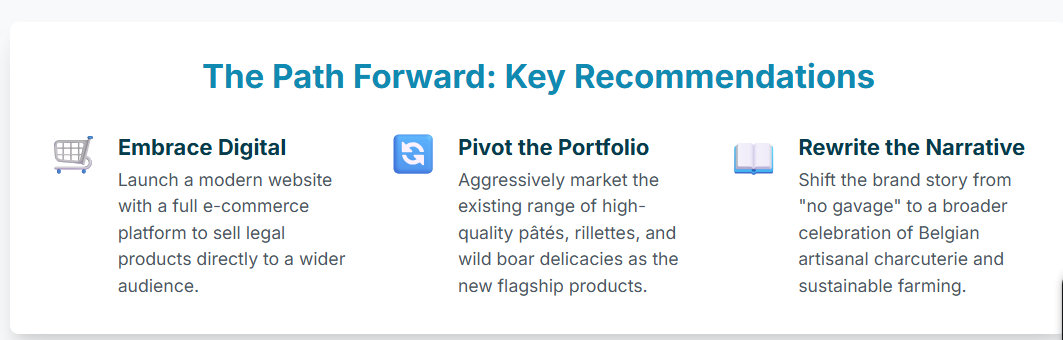 The Path Forward: Key Recommendations
Embrace Digital
Launch a modern website
with a full e-commerce
platform to sell legal
products directly to a wider
audience.
Pivot the Portfolio
Aggressively market the
existing range of high-
quality pâtés, rillettes, and
wild boar delicacies as the
new flagship products.
Rewrite the Narrative
Shift the brand story from
"no gavage" to a broader
celebration of Belgian
artisanal charcuterie and
sustainable farming.